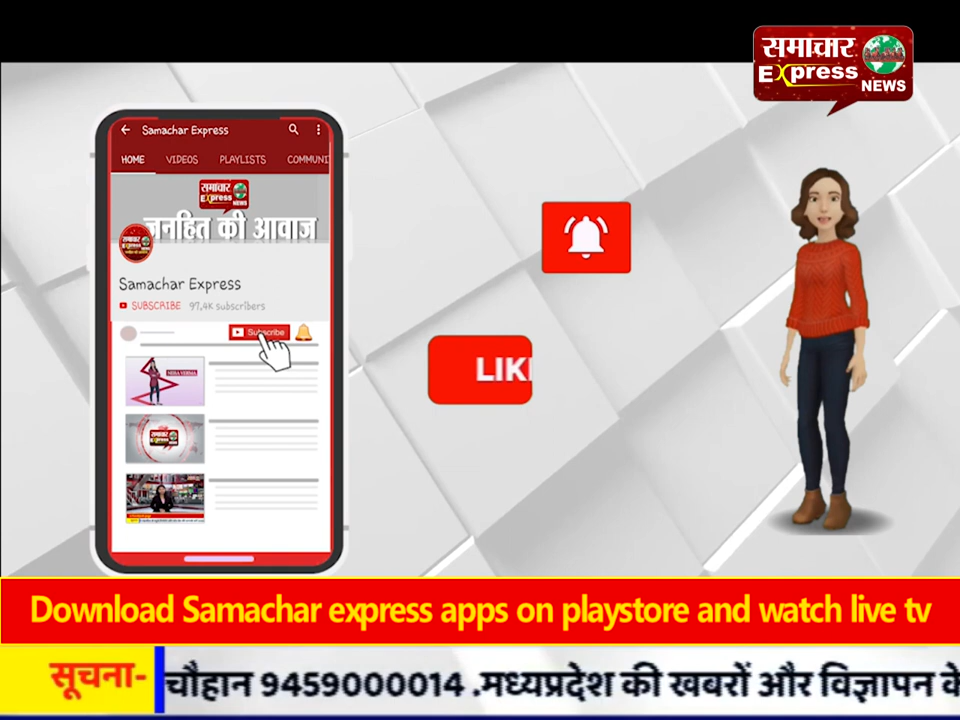 समाचार
Express
NEWS
Samachar Express
HOME VIDEOS PLAYLISTS COMMUNI
समाचार
Express
NEWS
जनहित की आवाज
Samachar Express
SUBSCRIBE 97.4K subscribers
Subscribe
LIK
Download Samachar express apps on playstore and watch live tv
सूचना- चौहान 9459000014 .मध्यप्रदेश की खबरों और विज्ञापन के